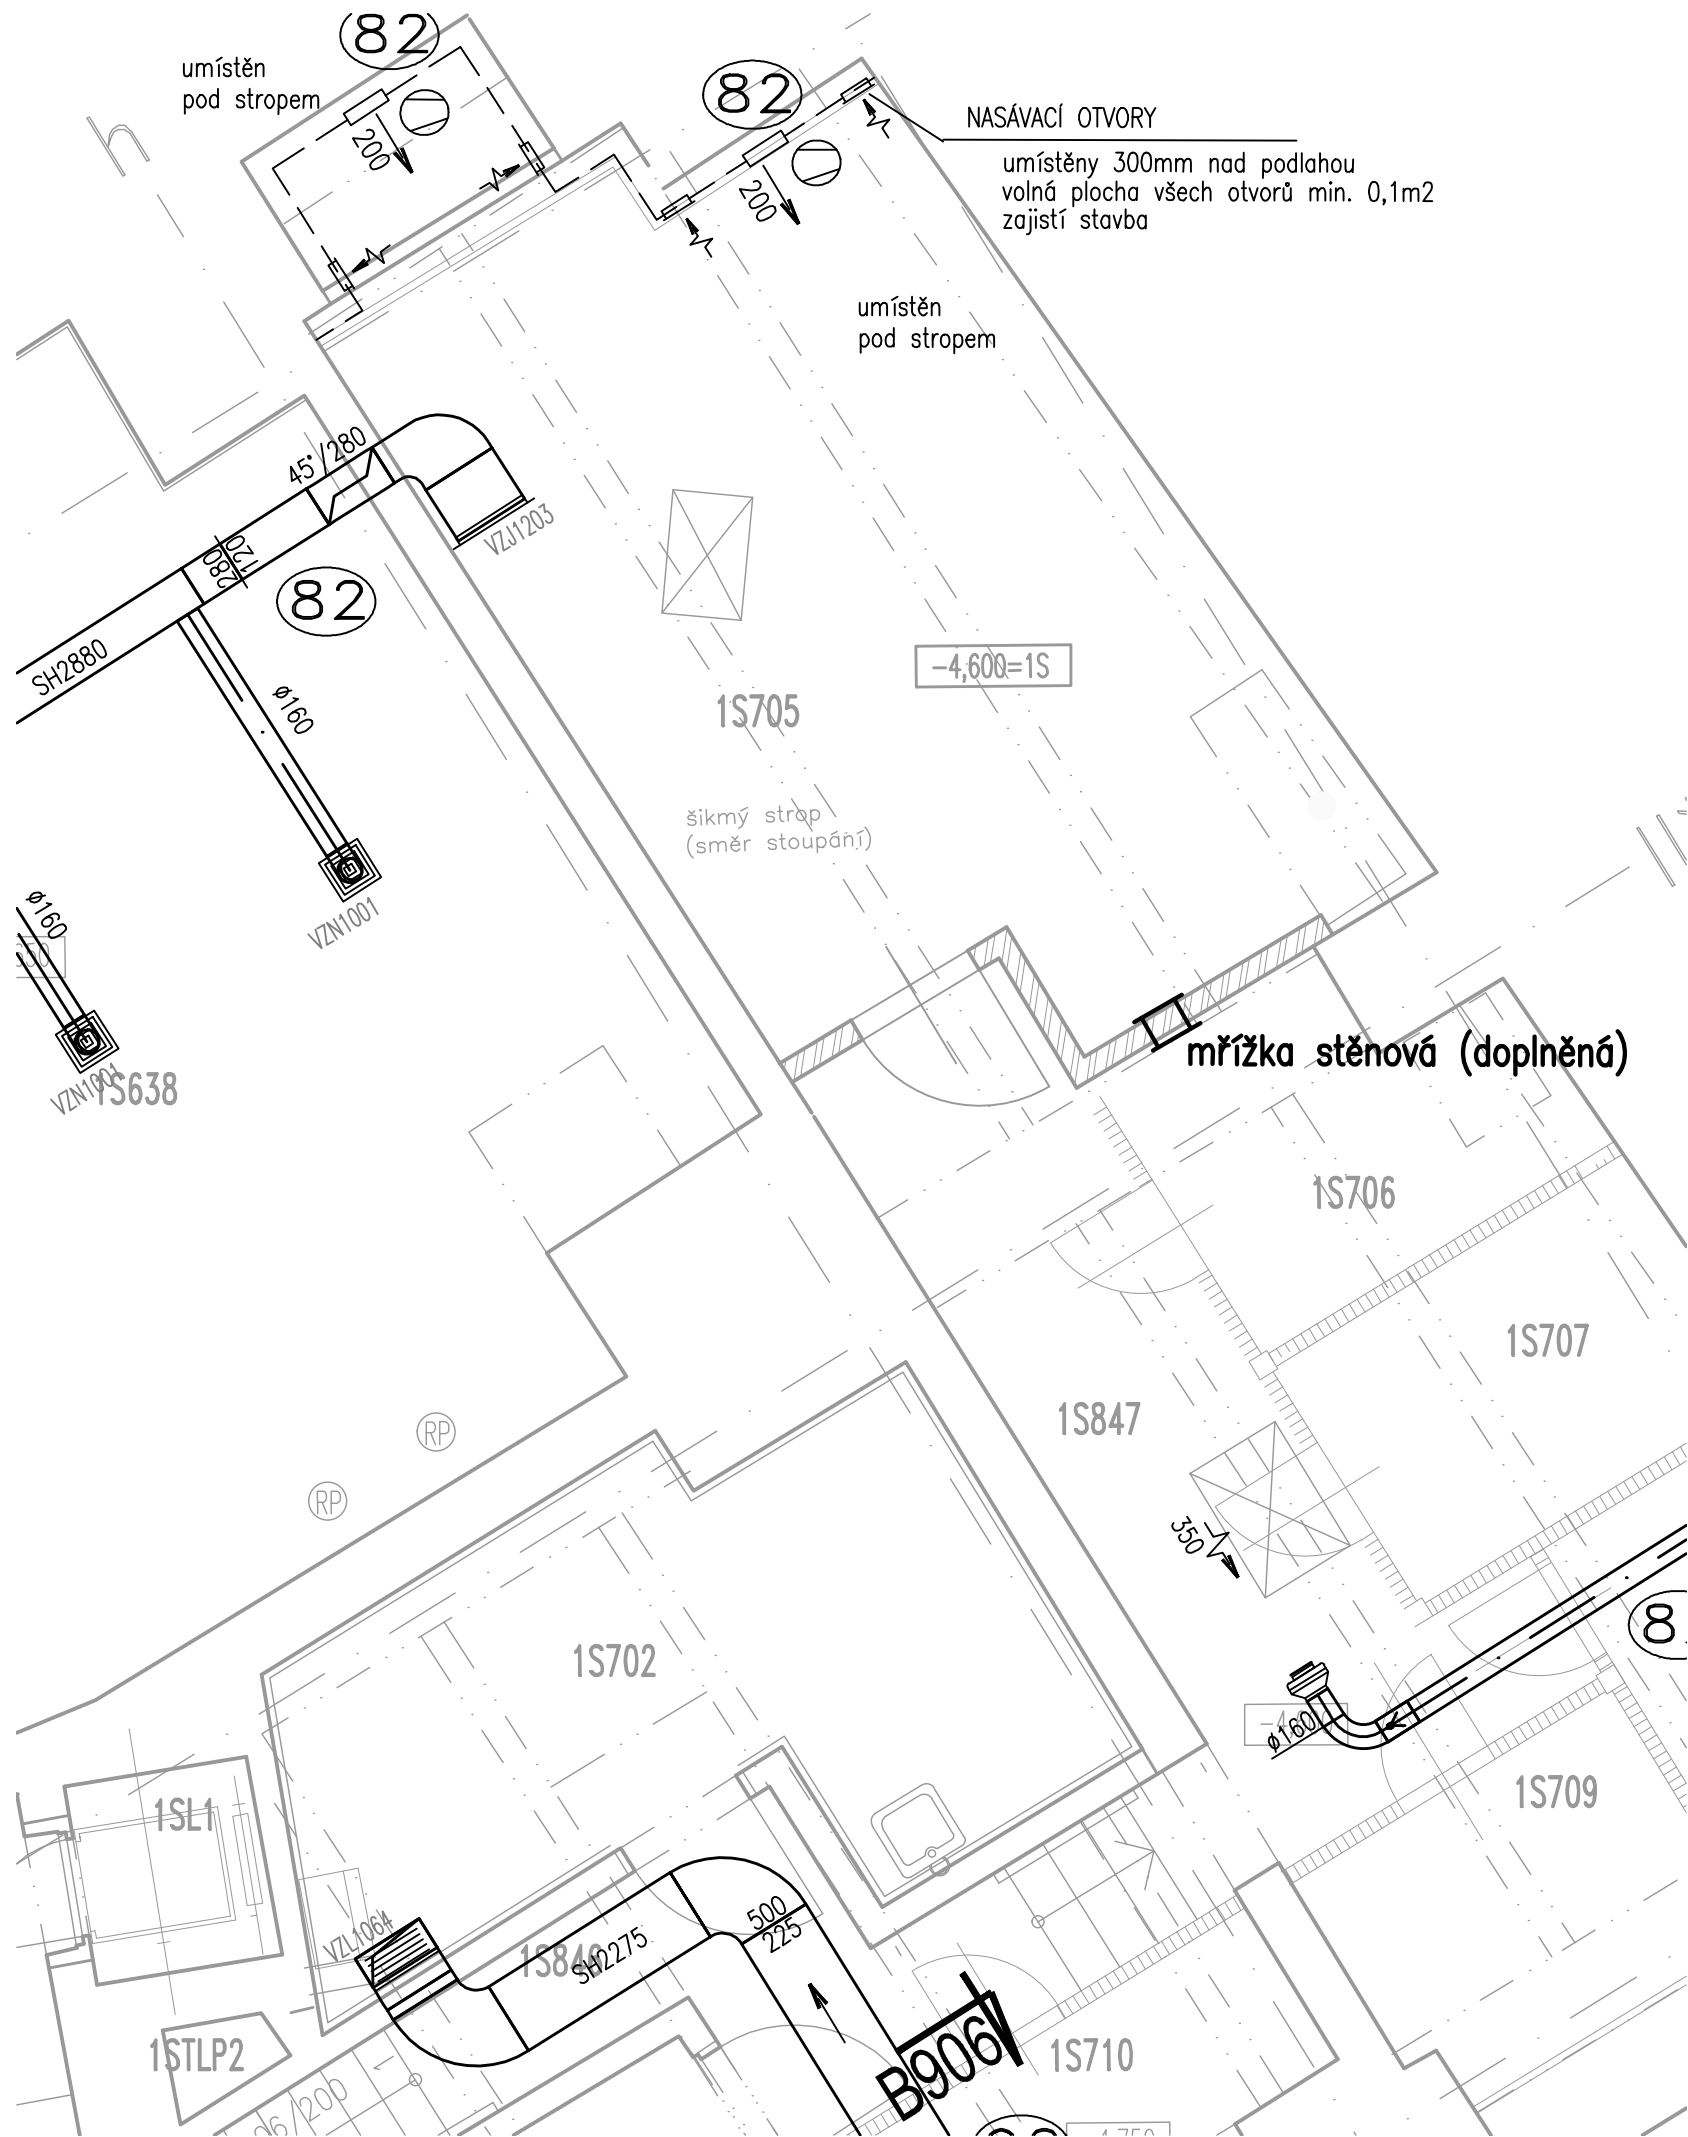 82
umístěn
pod stropem
200
82
200
NASÁVACÍ OTVORY
umístěny 300mm nad podlahou
volná plocha všech otvorů min. 0,1m2
zajistí stavba
umístěn
pod stropem
h
45°/280
VZJ1203
280
120
82
SH2880
ø160
-4,600=1S
1S705
šikmý strop
(směr stoupání)
VZN1001
ø160
VZN1001
1S638
mřížka stěnová (doplněná)
1S706
1S707
1S847
RP
RP
350
1S702
ø160
1S709
1SL1
VZL1064
500
225
SH2275
B906
1STLP2
1S710